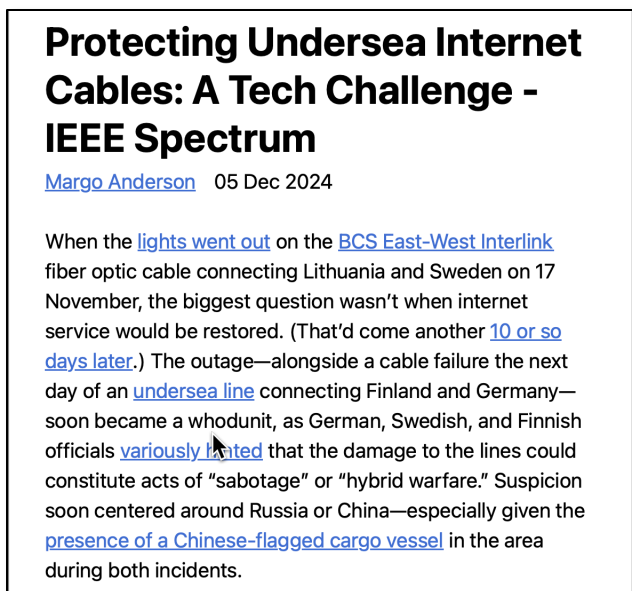 Protecting Undersea Internet
Cables: A Tech Challenge -
IEEE Spectrum
Margo Anderson 05 Dec 2024
When the lights went out on the BCS East-West Interlink
fiber optic cable connecting Lithuania and Sweden on 17
November, the biggest question wasn’t when internet
service would be restored. (That’d come another 10 or so
days later.) The outage—alongside a cable failure the next
day of an undersea line connecting Finland and Germany—
soon became a whodunit, as German, Swedish, and Finnish
officials variously hinted that the damage to the lines could
constitute acts of “sabotage” or “hybrid warfare.” Suspicion
soon centered around Russia or China—especially given the
presence of a Chinese-flagged cargo vessel in the area
during both incidents.